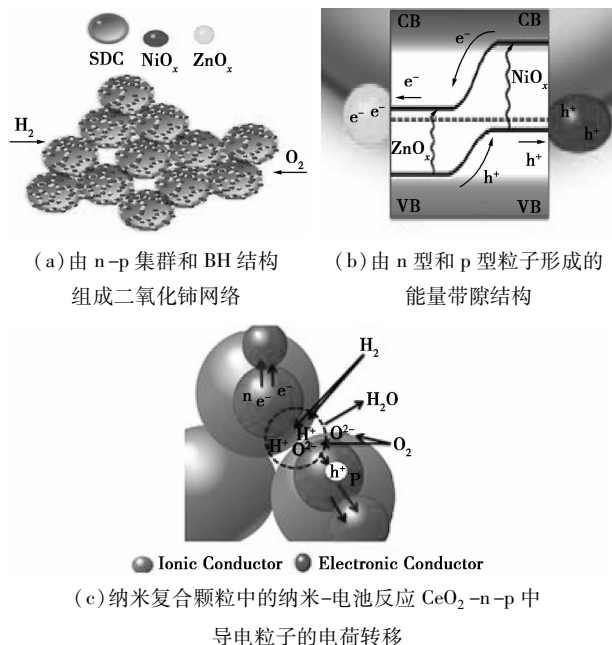 SDC NiOₓ ZnOₓ
H₂
O₂
(a)由 n-p 集群和 BH 结构
组成二氧化铈网络
CB CB
e⁻
e⁻
NiOₓ
e⁻ e⁻
h⁺
h⁺ h⁺
ZnOₓ
h⁺
h⁺
VB VB
(b)由 n 型和 p 型粒子形成的
能量带隙结构
H₂
n e⁻ e⁻
H₂O
H⁺ O²⁻
H⁺ O²⁻
O₂
h⁺ P
Ionic Conductor Electronic Conductor
(c)纳米复合颗粒中的纳米-电池反应 CeO₂-n-p 中
导电粒子的电荷转移